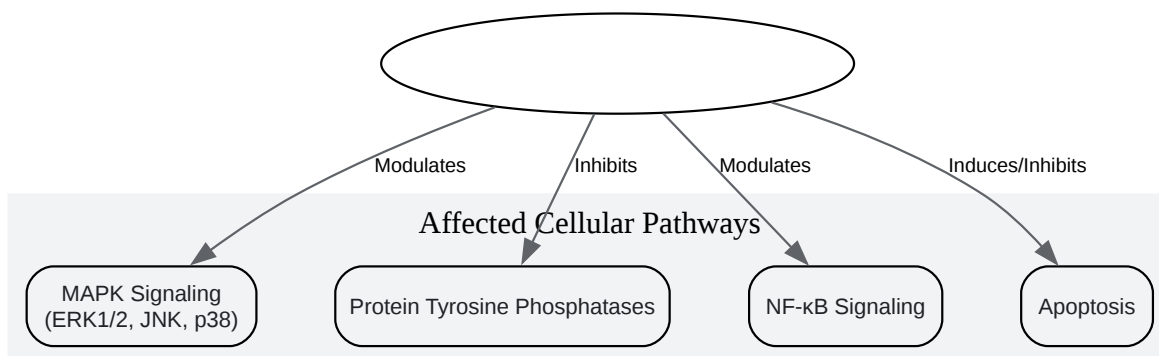 Modulates
Inhibits
Modulates
Induces/Inhibits
Affected Cellular Pathways
MAPK Signaling
(ERK1/2, JNK, p38)
Protein Tyrosine Phosphatases
NF-κB Signaling
Apoptosis